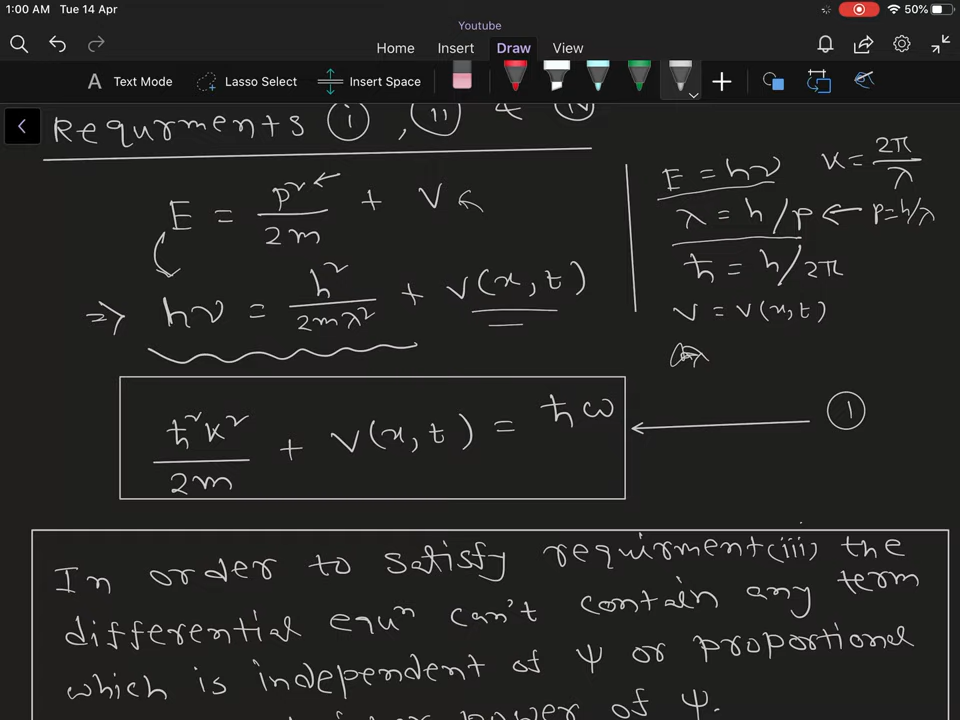 1:00 AM Tue 14 Apr
50%
Youtube
Home Insert Draw View
A Text Mode Lasso Select Insert Space
Requrments (i), (ii) & (iv)
E = p²/2m + V
⇒ hν = h²/2mλ² + V(x,t)
E = hν
K = 2π/λ
λ = h/p ← p=h/λ
ħ = h/2π
V = V(x,t)
ħ²K²/2m + V(x,t) = ħω ← (1)
In order to satisfy requirment(iii) the
differential equⁿ can't contain any term
which is independent of Ψ or proportional
power of Ψ.